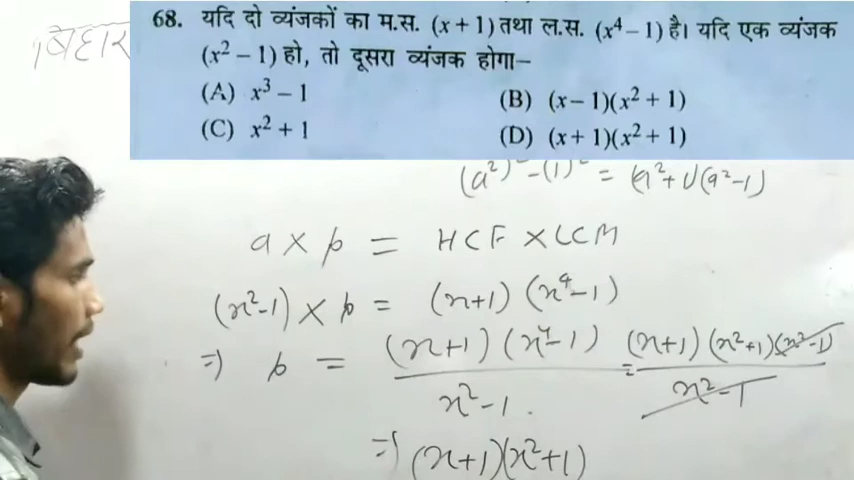 बिहार
68. यदि दो व्यंजकों का म.स. (x + 1) तथा ल.स. (x⁴ – 1) है। यदि एक व्यंजक
(x² – 1) हो, तो दूसरा व्यंजक होगा–
(A) x³ – 1 (B) (x – 1)(x² + 1)
(C) x² + 1 (D) (x + 1)(x² + 1)
(a²)² – (1)² = (a²+1)(a²-1)
a × b = HCF × LCM
(x²-1) × b = (x+1) (x⁴-1)
⇒ b = (x+1) (x⁴-1) / x²-1 = (x+1) (x²+1)(x²-1) / x²-1
⇒ (x+1)(x²+1)